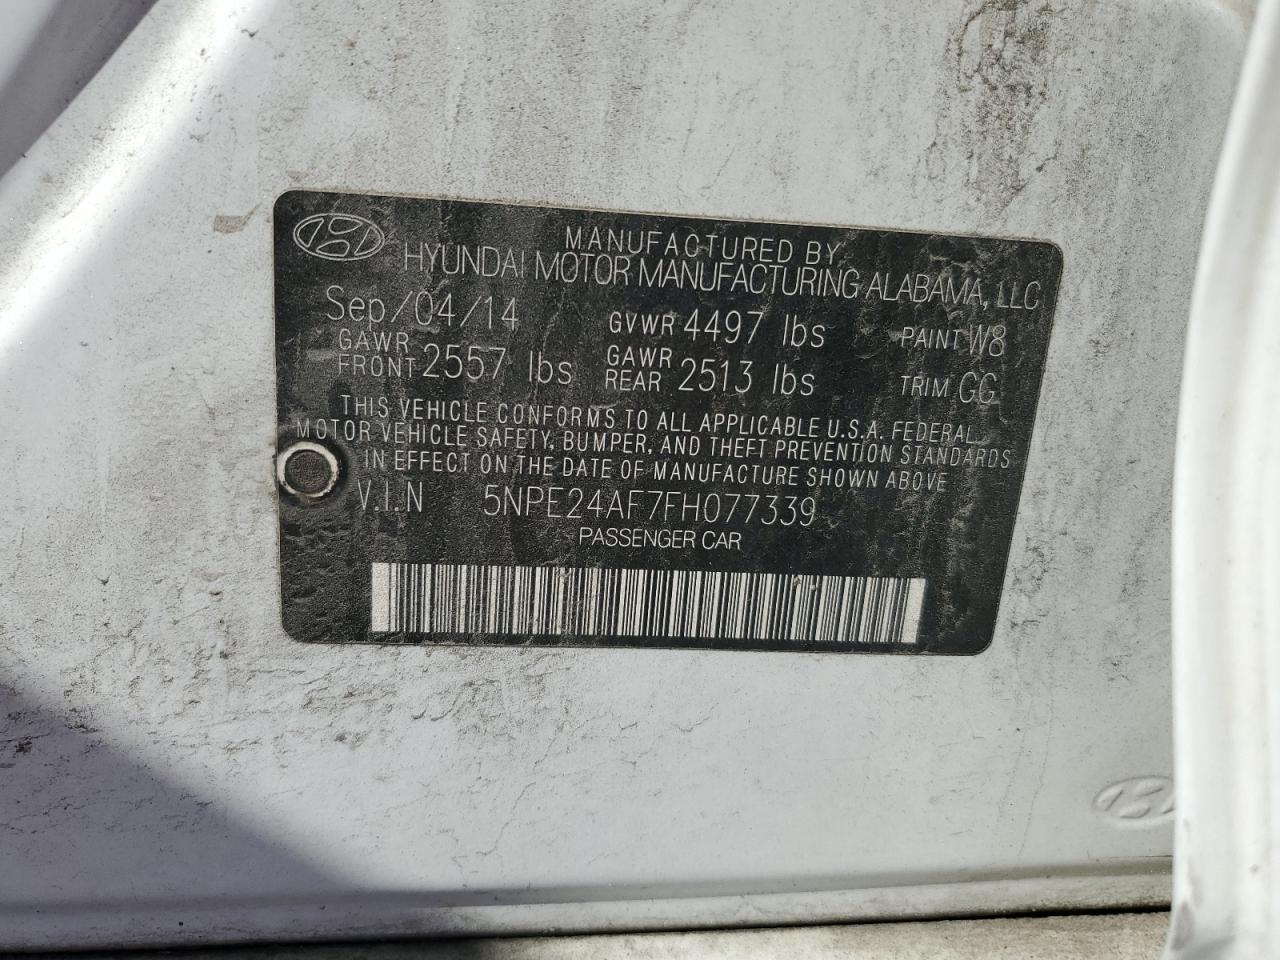 MANUFACTURED BY
HYUNDAI MOTOR MANUFACTURING ALABAMA, LLC
Sep/04/14 GVWR 4497 lbs PAINT W8
GAWR FRONT 2557 lbs GAWR REAR 2513 lbs TRIM GG
THIS VEHICLE CONFORMS TO ALL APPLICABLE U.S.A. FEDERAL
MOTOR VEHICLE SAFETY, BUMPER, AND THEFT PREVENTION STANDARDS
IN EFFECT ON THE DATE OF MANUFACTURE SHOWN ABOVE
V.I.N 5NPE24AF7FH077339
PASSENGER CAR